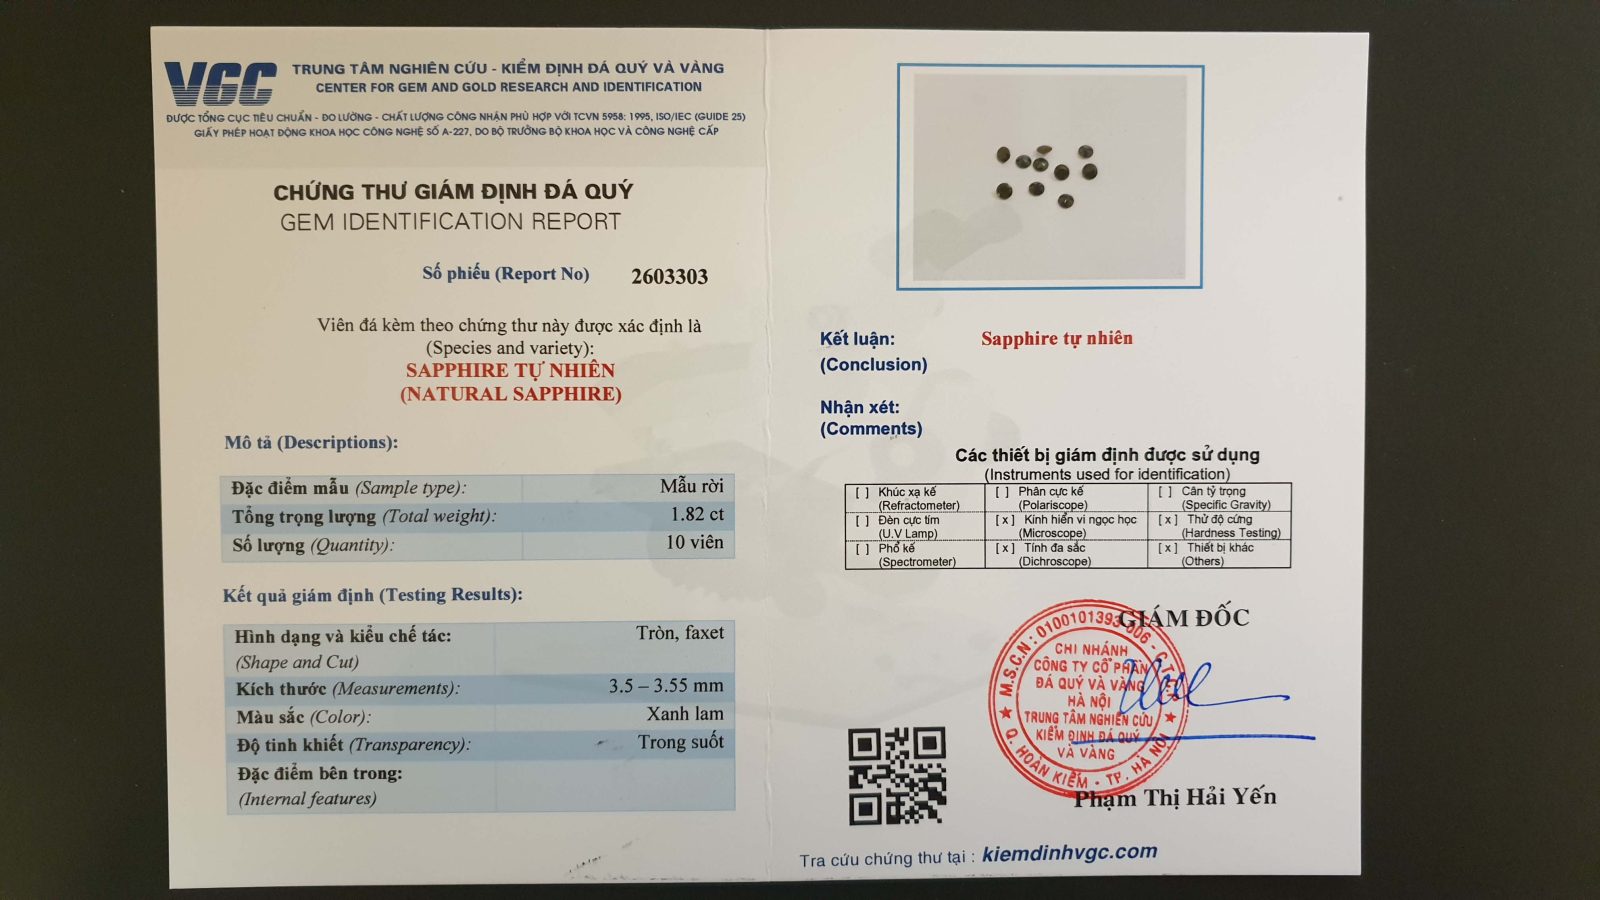 VGC
TRUNG TÂM NGHIÊN CỨU - KIỂM ĐỊNH ĐÁ QUÝ VÀ VÀNG
CENTER FOR GEM AND GOLD RESEARCH AND IDENTIFICATION
ĐƯỢC TỔNG CỤC TIÊU CHUẨN - ĐO LƯỜNG - CHẤT LƯỢNG CÔNG NHẬN PHÙ HỢP VỚI TCVN 5958: 1995, ISO/IEC (GUIDE 25)
GIẤY PHÉP HOẠT ĐỘNG KHOA HỌC CÔNG NGHỆ SỐ A-227, DO BỘ TRƯỞNG BỘ KHOA HỌC VÀ CÔNG NGHỆ CẤP
CHỨNG THƯ GIÁM ĐỊNH ĐÁ QUÝ
GEM IDENTIFICATION REPORT
Số phiếu (Report No) 2603303
Viên đá kèm theo chứng thư này được xác định là
(Species and variety):
SAPPHIRE TỰ NHIÊN
(NATURAL SAPPHIRE)
Mô tả (Descriptions):
Đặc điểm mẫu (Sample type): Mẫu rời
Tổng trọng lượng (Total weight): 1.82 ct
Số lượng (Quantity): 10 viên
Kết quả giám định (Testing Results):
Hình dạng và kiểu chế tác: Tròn, faxet
(Shape and Cut)
Kích thước (Measurements): 3.5 – 3.55 mm
Màu sắc (Color): Xanh lam
Độ tinh khiết (Transparency): Trong suốt
Đặc điểm bên trong:
(Internal features)
Kết luận: Sapphire tự nhiên
(Conclusion)
Nhận xét:
(Comments)
Các thiết bị giám định được sử dụng
(Instruments used for identification)
[ ] Khúc xạ kế [ ] Phân cực kế [ ] Cân tỷ trọng
(Refractometer) (Polariscope) (Specific Gravity)
[ ] Đèn cực tím [x] Kính hiển vi ngọc học [x] Thử độ cứng
(U.V Lamp) (Microscope) (Hardness Testing)
[ ] Phổ kế [x] Tính đa sắc [x] Thiết bị khác
(Spectrometer) (Dichroscope) (Others)
GIÁM ĐỐC
M.S.C.N: 0100101393-006 - C.T.C.P
CHI NHÁNH
CÔNG TY CỔ PHẦN
ĐÁ QUÝ VÀ VÀNG
HÀ NỘI
TRUNG TÂM NGHIÊN CỨU
KIỂM ĐỊNH ĐÁ QUÝ
VÀ VÀNG
Q. HOÀN KIẾM - TP. HÀ NỘI
Phạm Thị Hải Yến
Tra cứu chứng thư tại : kiemdinhvgc.com